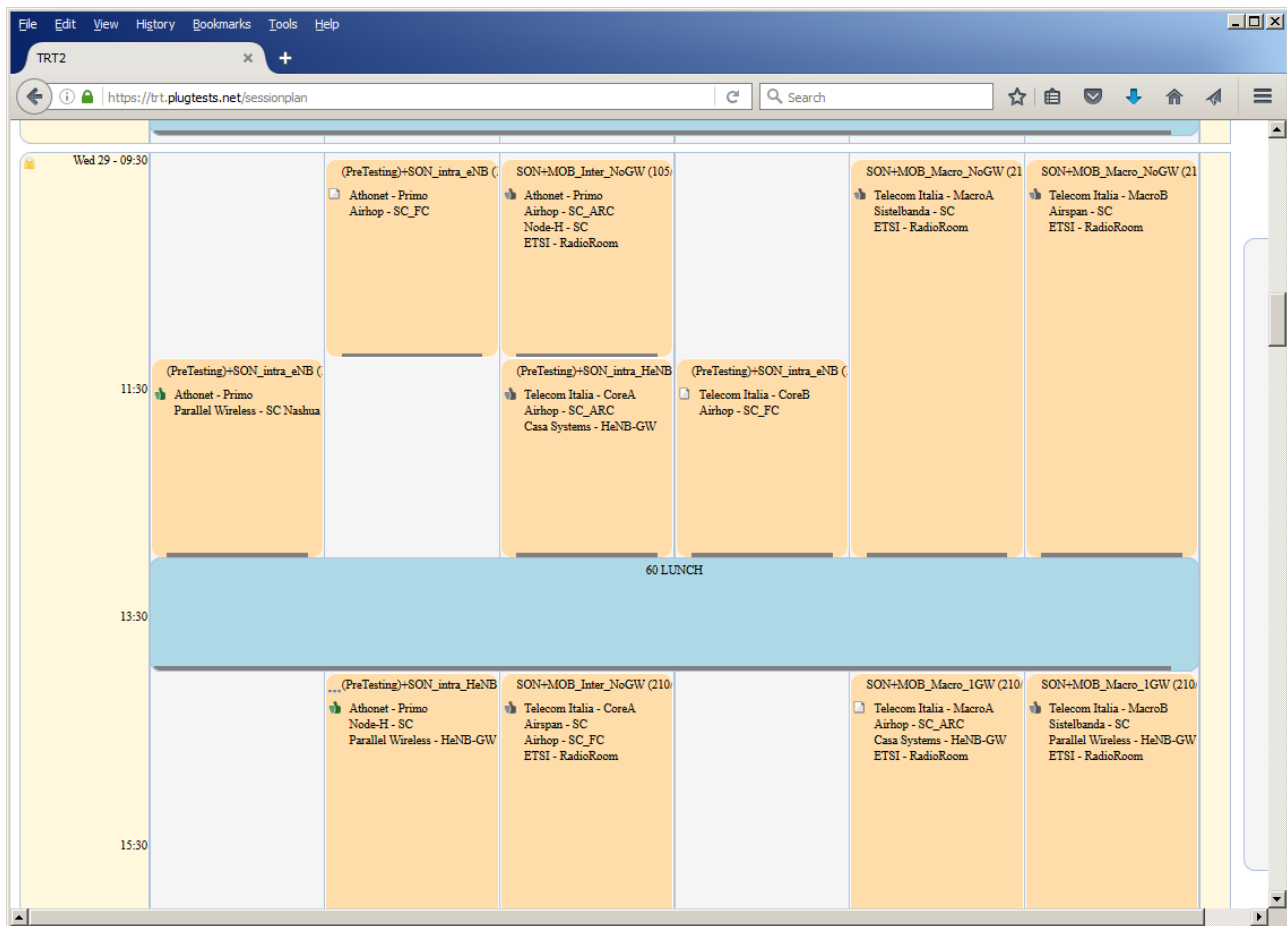 File Edit View History Bookmarks Tools Help
TRT2
https://trt.plugtests.net/sessionplan
Search
Wed 29 - 09:30
(PreTesting)+SON_intra_eNB (
Athonet - Primo
Airhop - SC_FC
SON+MOB_Inter_NoGW (105/
Athonet - Primo
Airhop - SC_ARC
Node-H - SC
ETSI - RadioRoom
SON+MOB_Macro_NoGW (21
Telecom Italia - MacroA
Sistelbanda - SC
ETSI - RadioRoom
SON+MOB_Macro_NoGW (21
Telecom Italia - MacroB
Airspan - SC
ETSI - RadioRoom
11:30
(PreTesting)+SON_intra_eNB (
Athonet - Primo
Parallel Wireless - SC Nashua
(PreTesting)+SON_intra_HeNB
Telecom Italia - CoreA
Airhop - SC_ARC
Casa Systems - HeNB-GW
(PreTesting)+SON_intra_eNB (
Telecom Italia - CoreB
Airhop - SC_FC
60 LUNCH
13:30
...(PreTesting)+SON_intra_HeNB
Athonet - Primo
Node-H - SC
Parallel Wireless - HeNB-GW
SON+MOB_Inter_NoGW (210/
Telecom Italia - CoreA
Airspan - SC
Airhop - SC_FC
ETSI - RadioRoom
SON+MOB_Macro_1GW (210/
Telecom Italia - MacroA
Airhop - SC_ARC
Casa Systems - HeNB-GW
ETSI - RadioRoom
SON+MOB_Macro_1GW (210/
Telecom Italia - MacroB
Sistelbanda - SC
Parallel Wireless - HeNB-GW
ETSI - RadioRoom
15:30